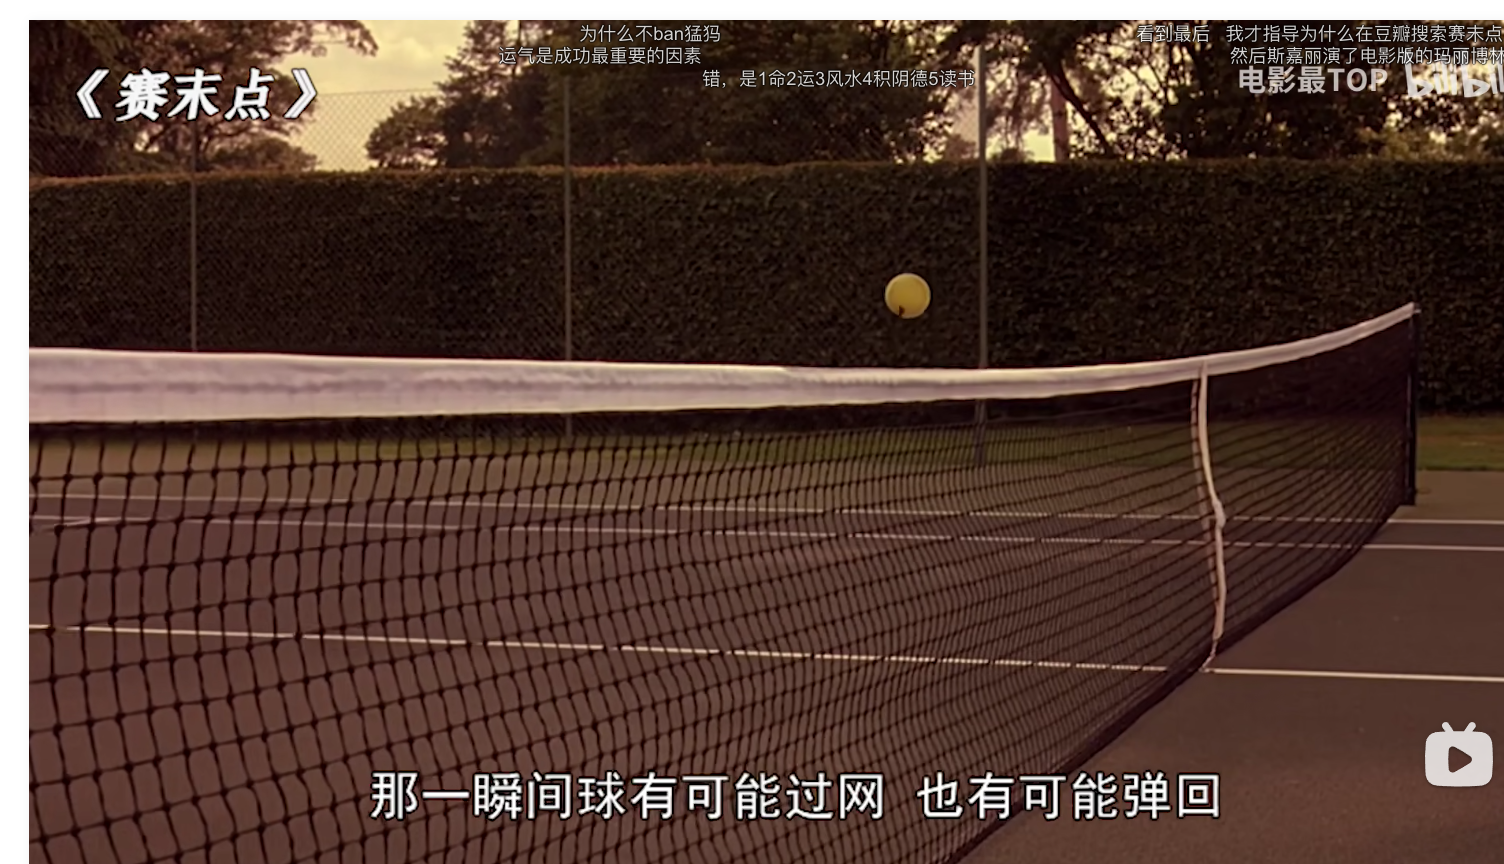 为什么不ban猛犸
看到最后
我才指导为什么在豆瓣搜索赛末点
运气是成功最重要的因素
然后斯嘉丽演了电影版的玛丽博林
错，是1命2运3风水4积阴德5读书
电影最TOP bilibili
《赛末点》
那一瞬间球有可能过网 也有可能弹回